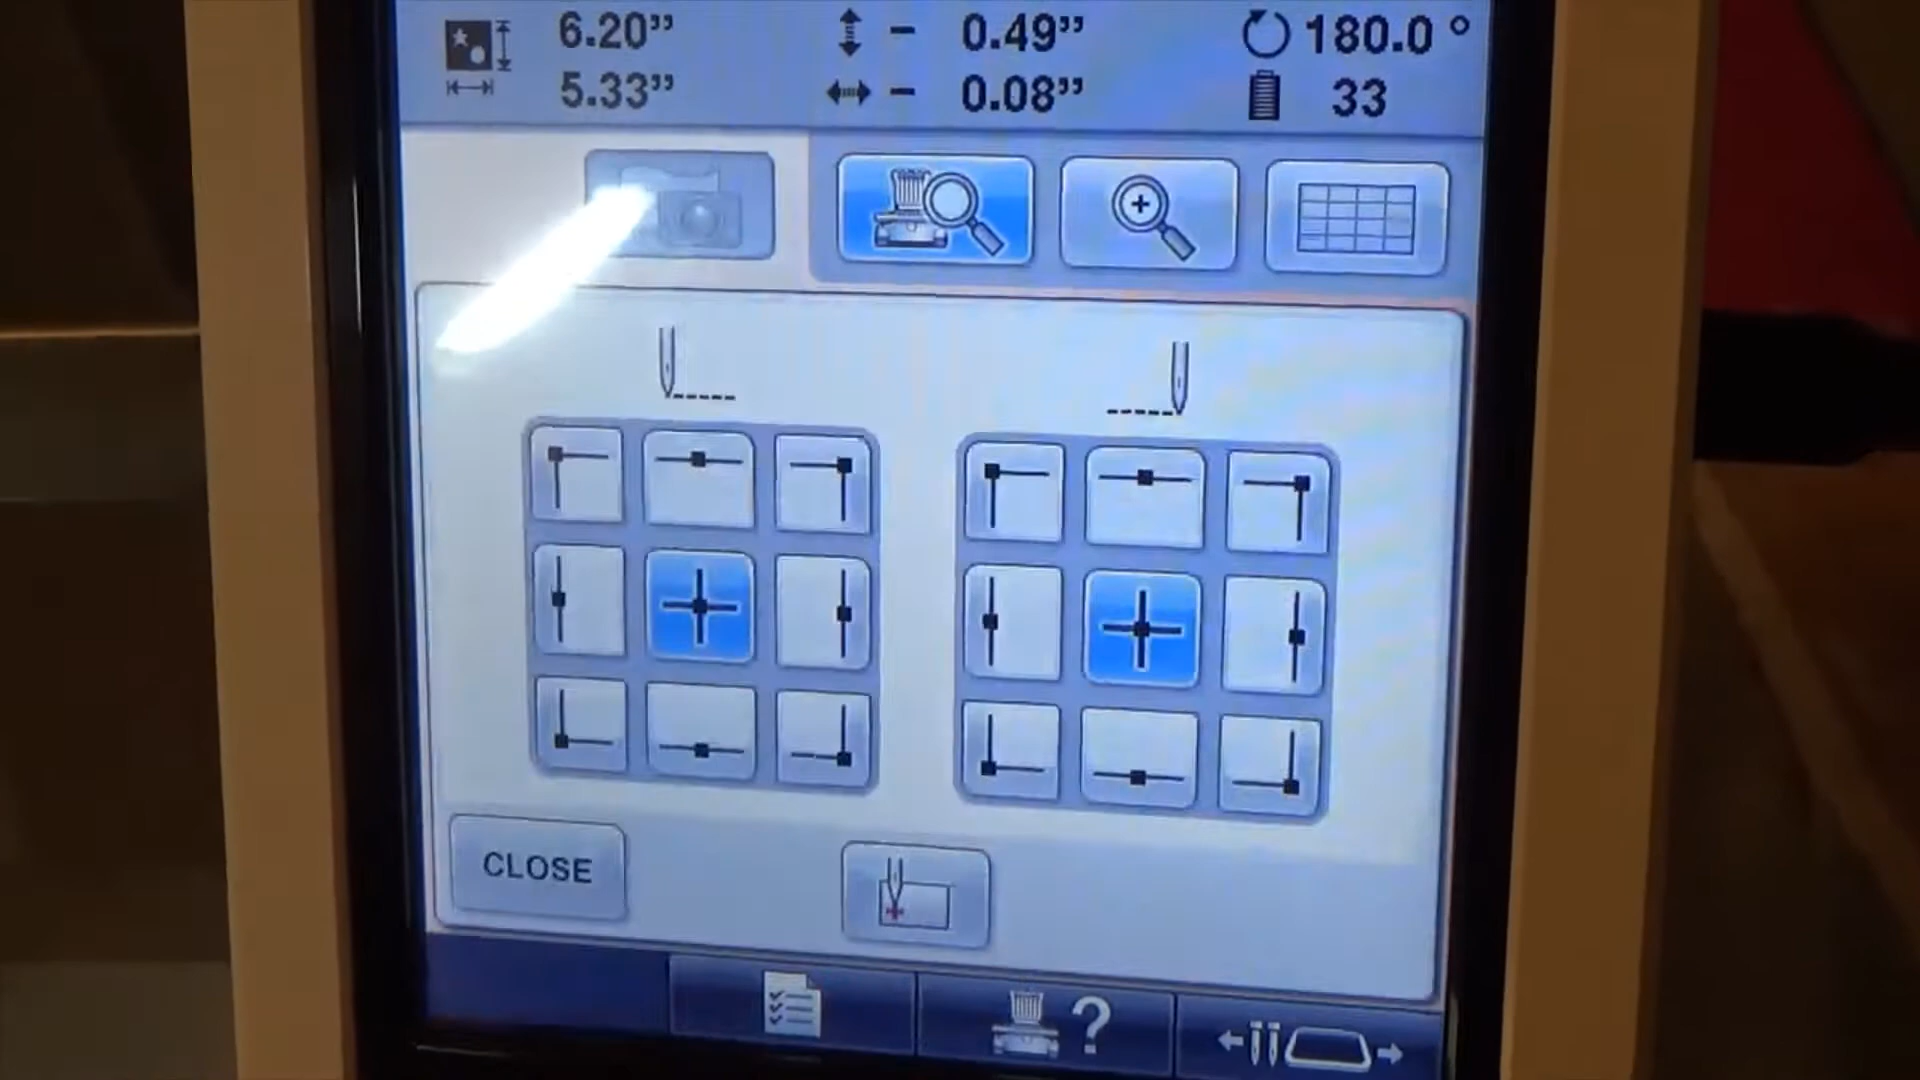 6.20” – 0.49” 180.0 °
5.33” – 0.08” 33
CLOSE
?